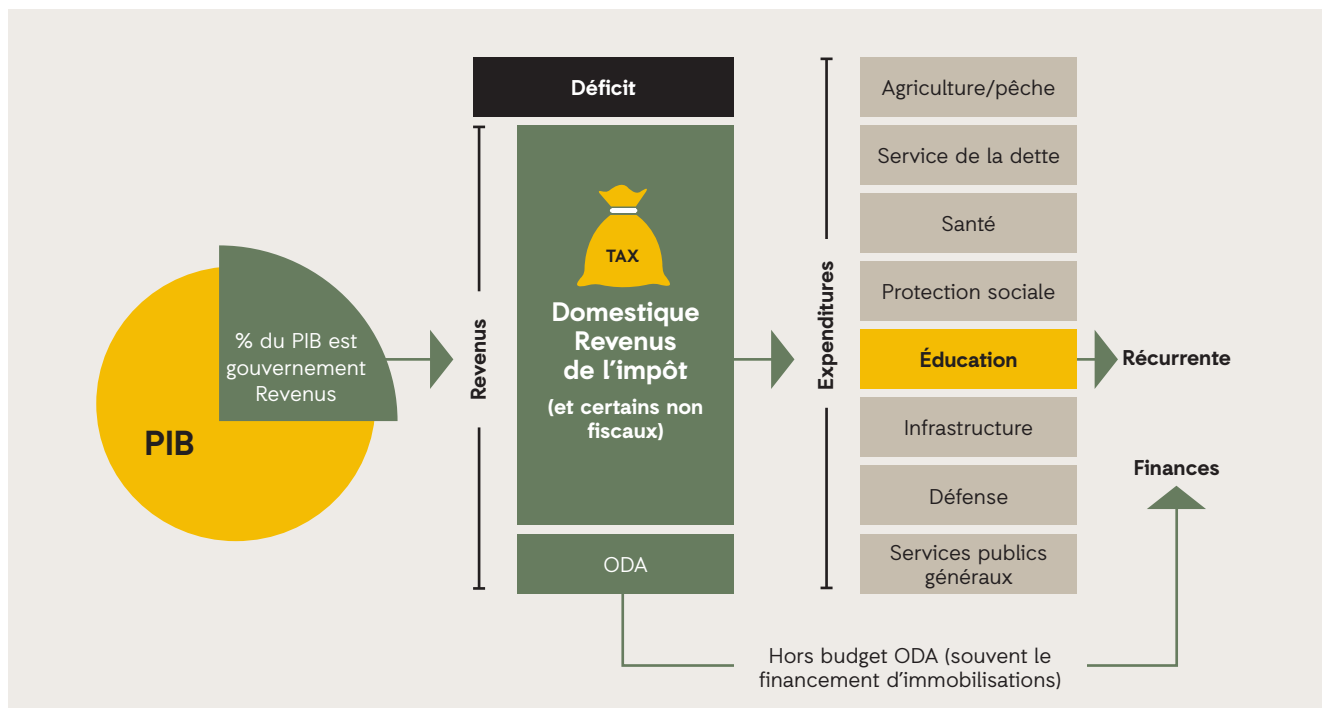 % du PIB est
gouvernement
Revenus
PIB
Revenus
Déficit
TAX
Domestique
Revenus
de l’impôt
(et certains non
fiscaux)
ODA
Expenditures
Agriculture/pêche
Service de la dette
Santé
Protection sociale
Éducation
Infrastructure
Défense
Services publics
généraux
Récurrente
Finances
Hors budget ODA (souvent le
financement d’immobilisations)